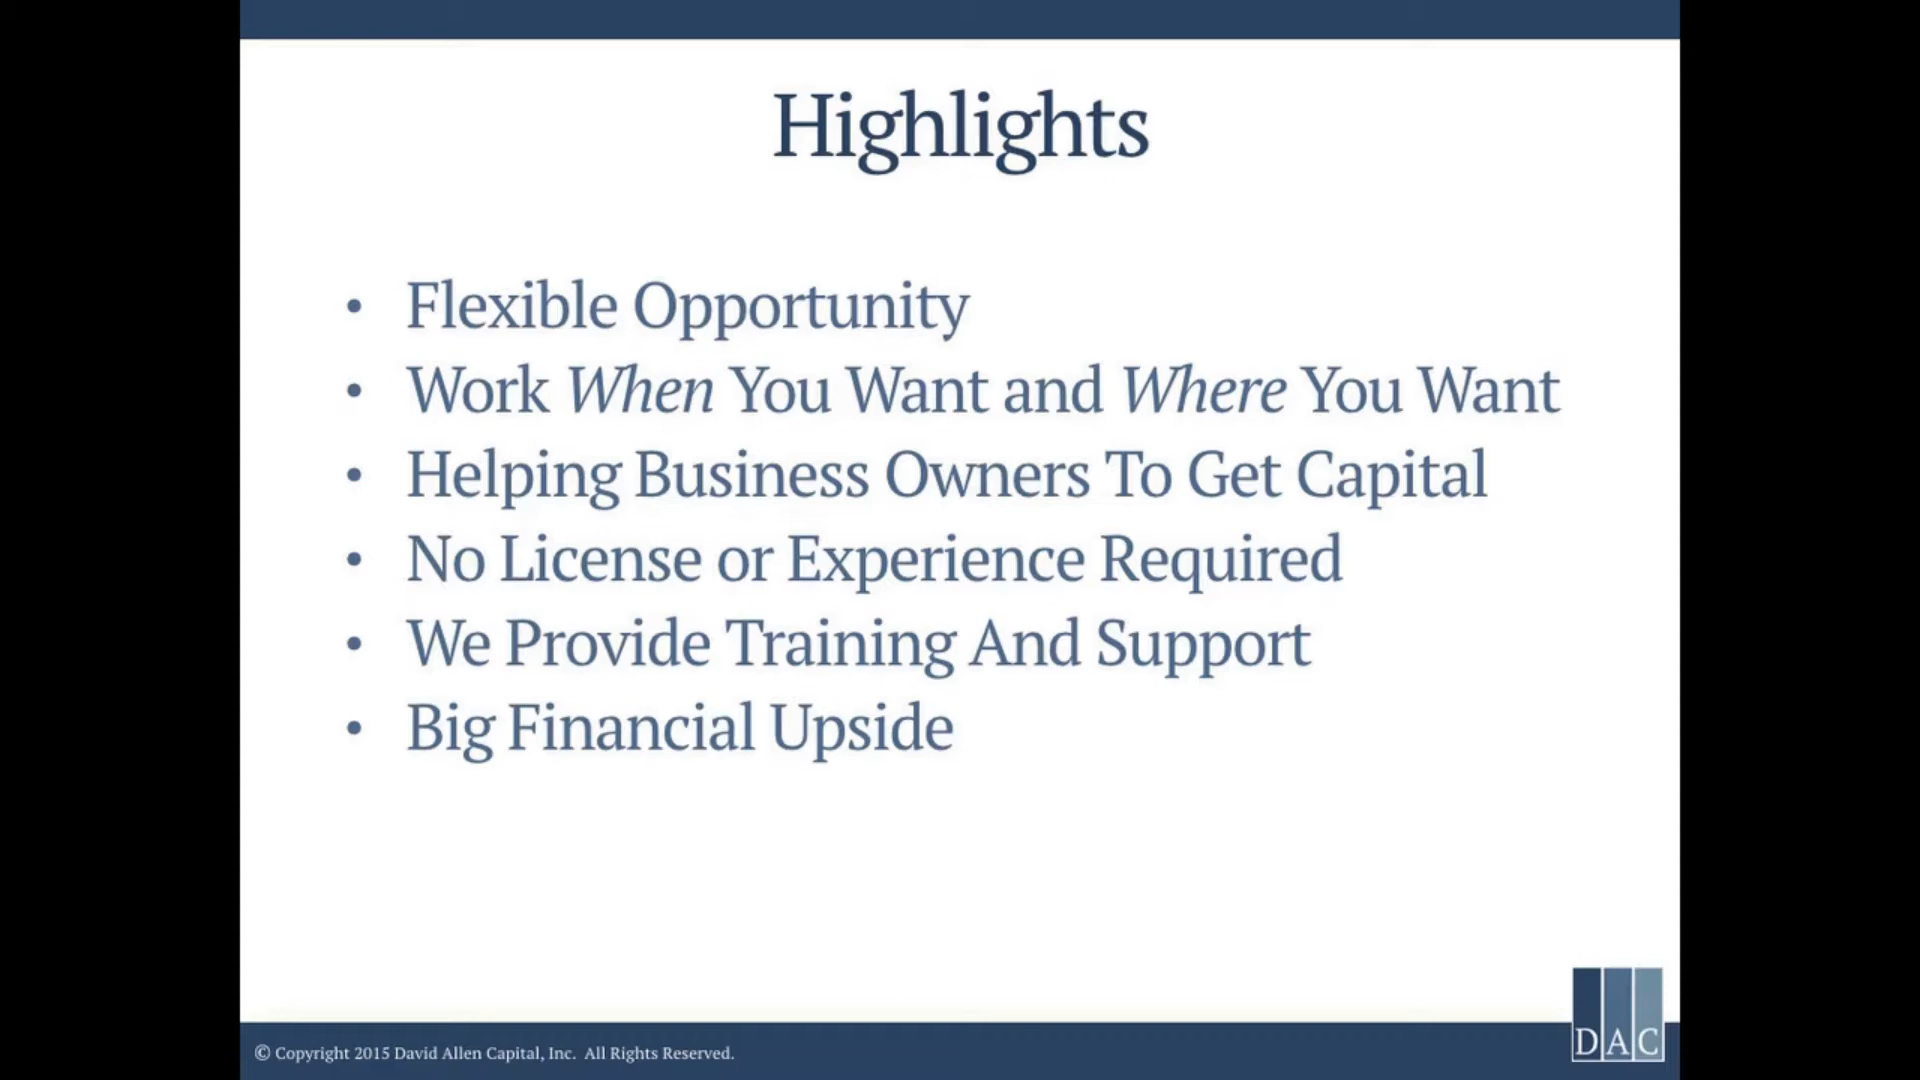 Highlights
• Flexible Opportunity
• Work When You Want and Where You Want
• Helping Business Owners To Get Capital
• No License or Experience Required
• We Provide Training And Support
• Big Financial Upside
© Copyright 2015 David Allen Capital, Inc. All Rights Reserved.
DAC